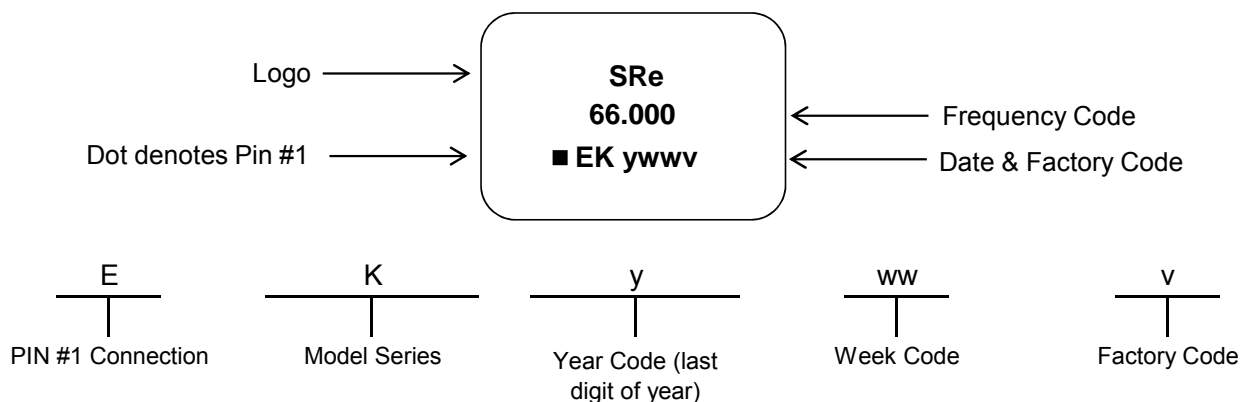 Logo
SRe
66.000
Frequency Code
Dot denotes Pin #1
EK ywwv
Date & Factory Code
E
K
y
ww
v
PIN #1 Connection
Model Series
Year Code (last
digit of year)
Week Code
Factory Code